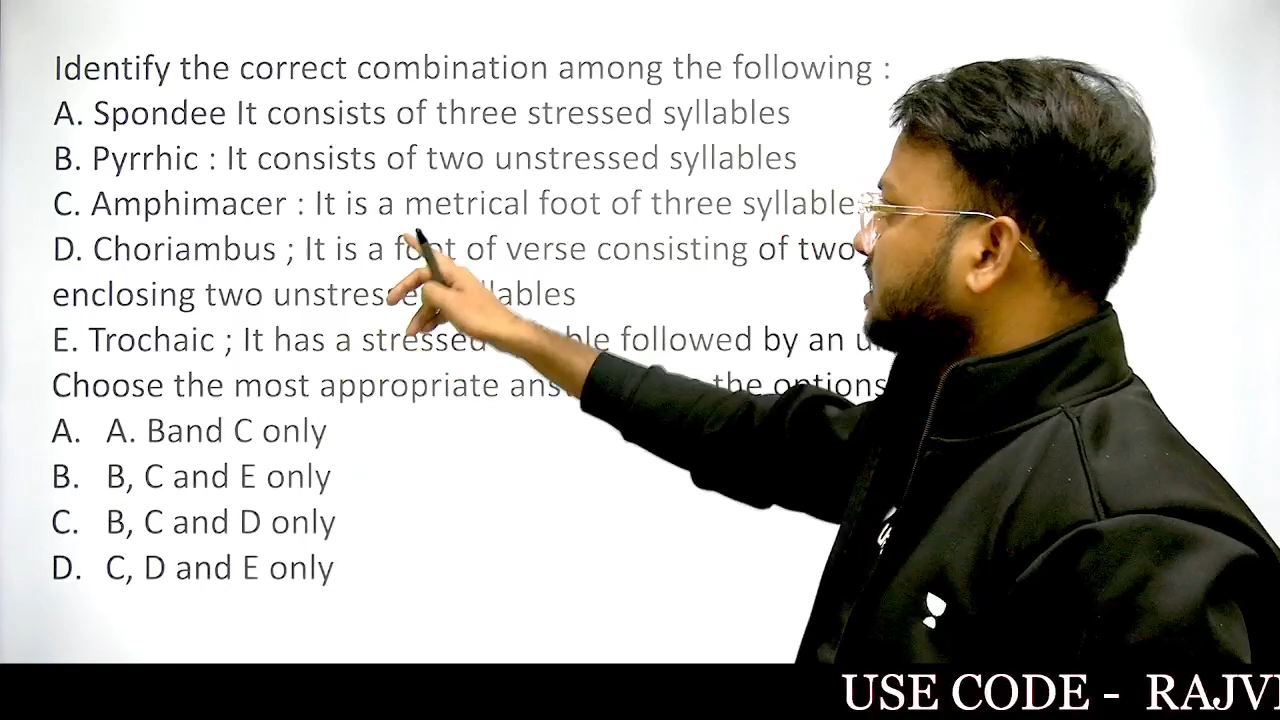 Identify the correct combination among the following :
A. Spondee It consists of three stressed syllables
B. Pyrrhic : It consists of two unstressed syllables
C. Amphimacer : It is a metrical foot of three
D. Choriambus ; It is a foot of verse consisting of two
enclosing two
E. Trochaic ; It has a stressed followed by an
Choose the most appropriate the options
A. A. Band C only
B. B, C and E only
C. B, C and D only
D. C, D and E only
USE CODE -